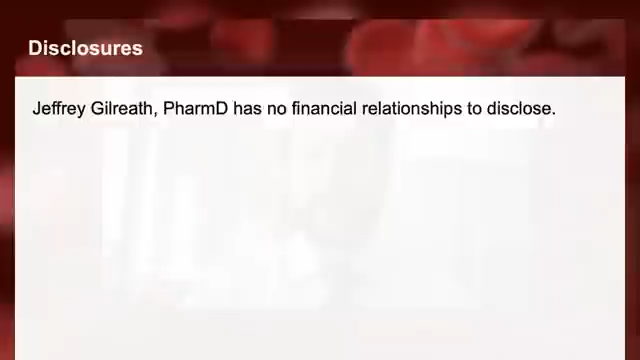 Disclosures
Jeffrey Gilreath, PharmD has no financial relationships to disclose.